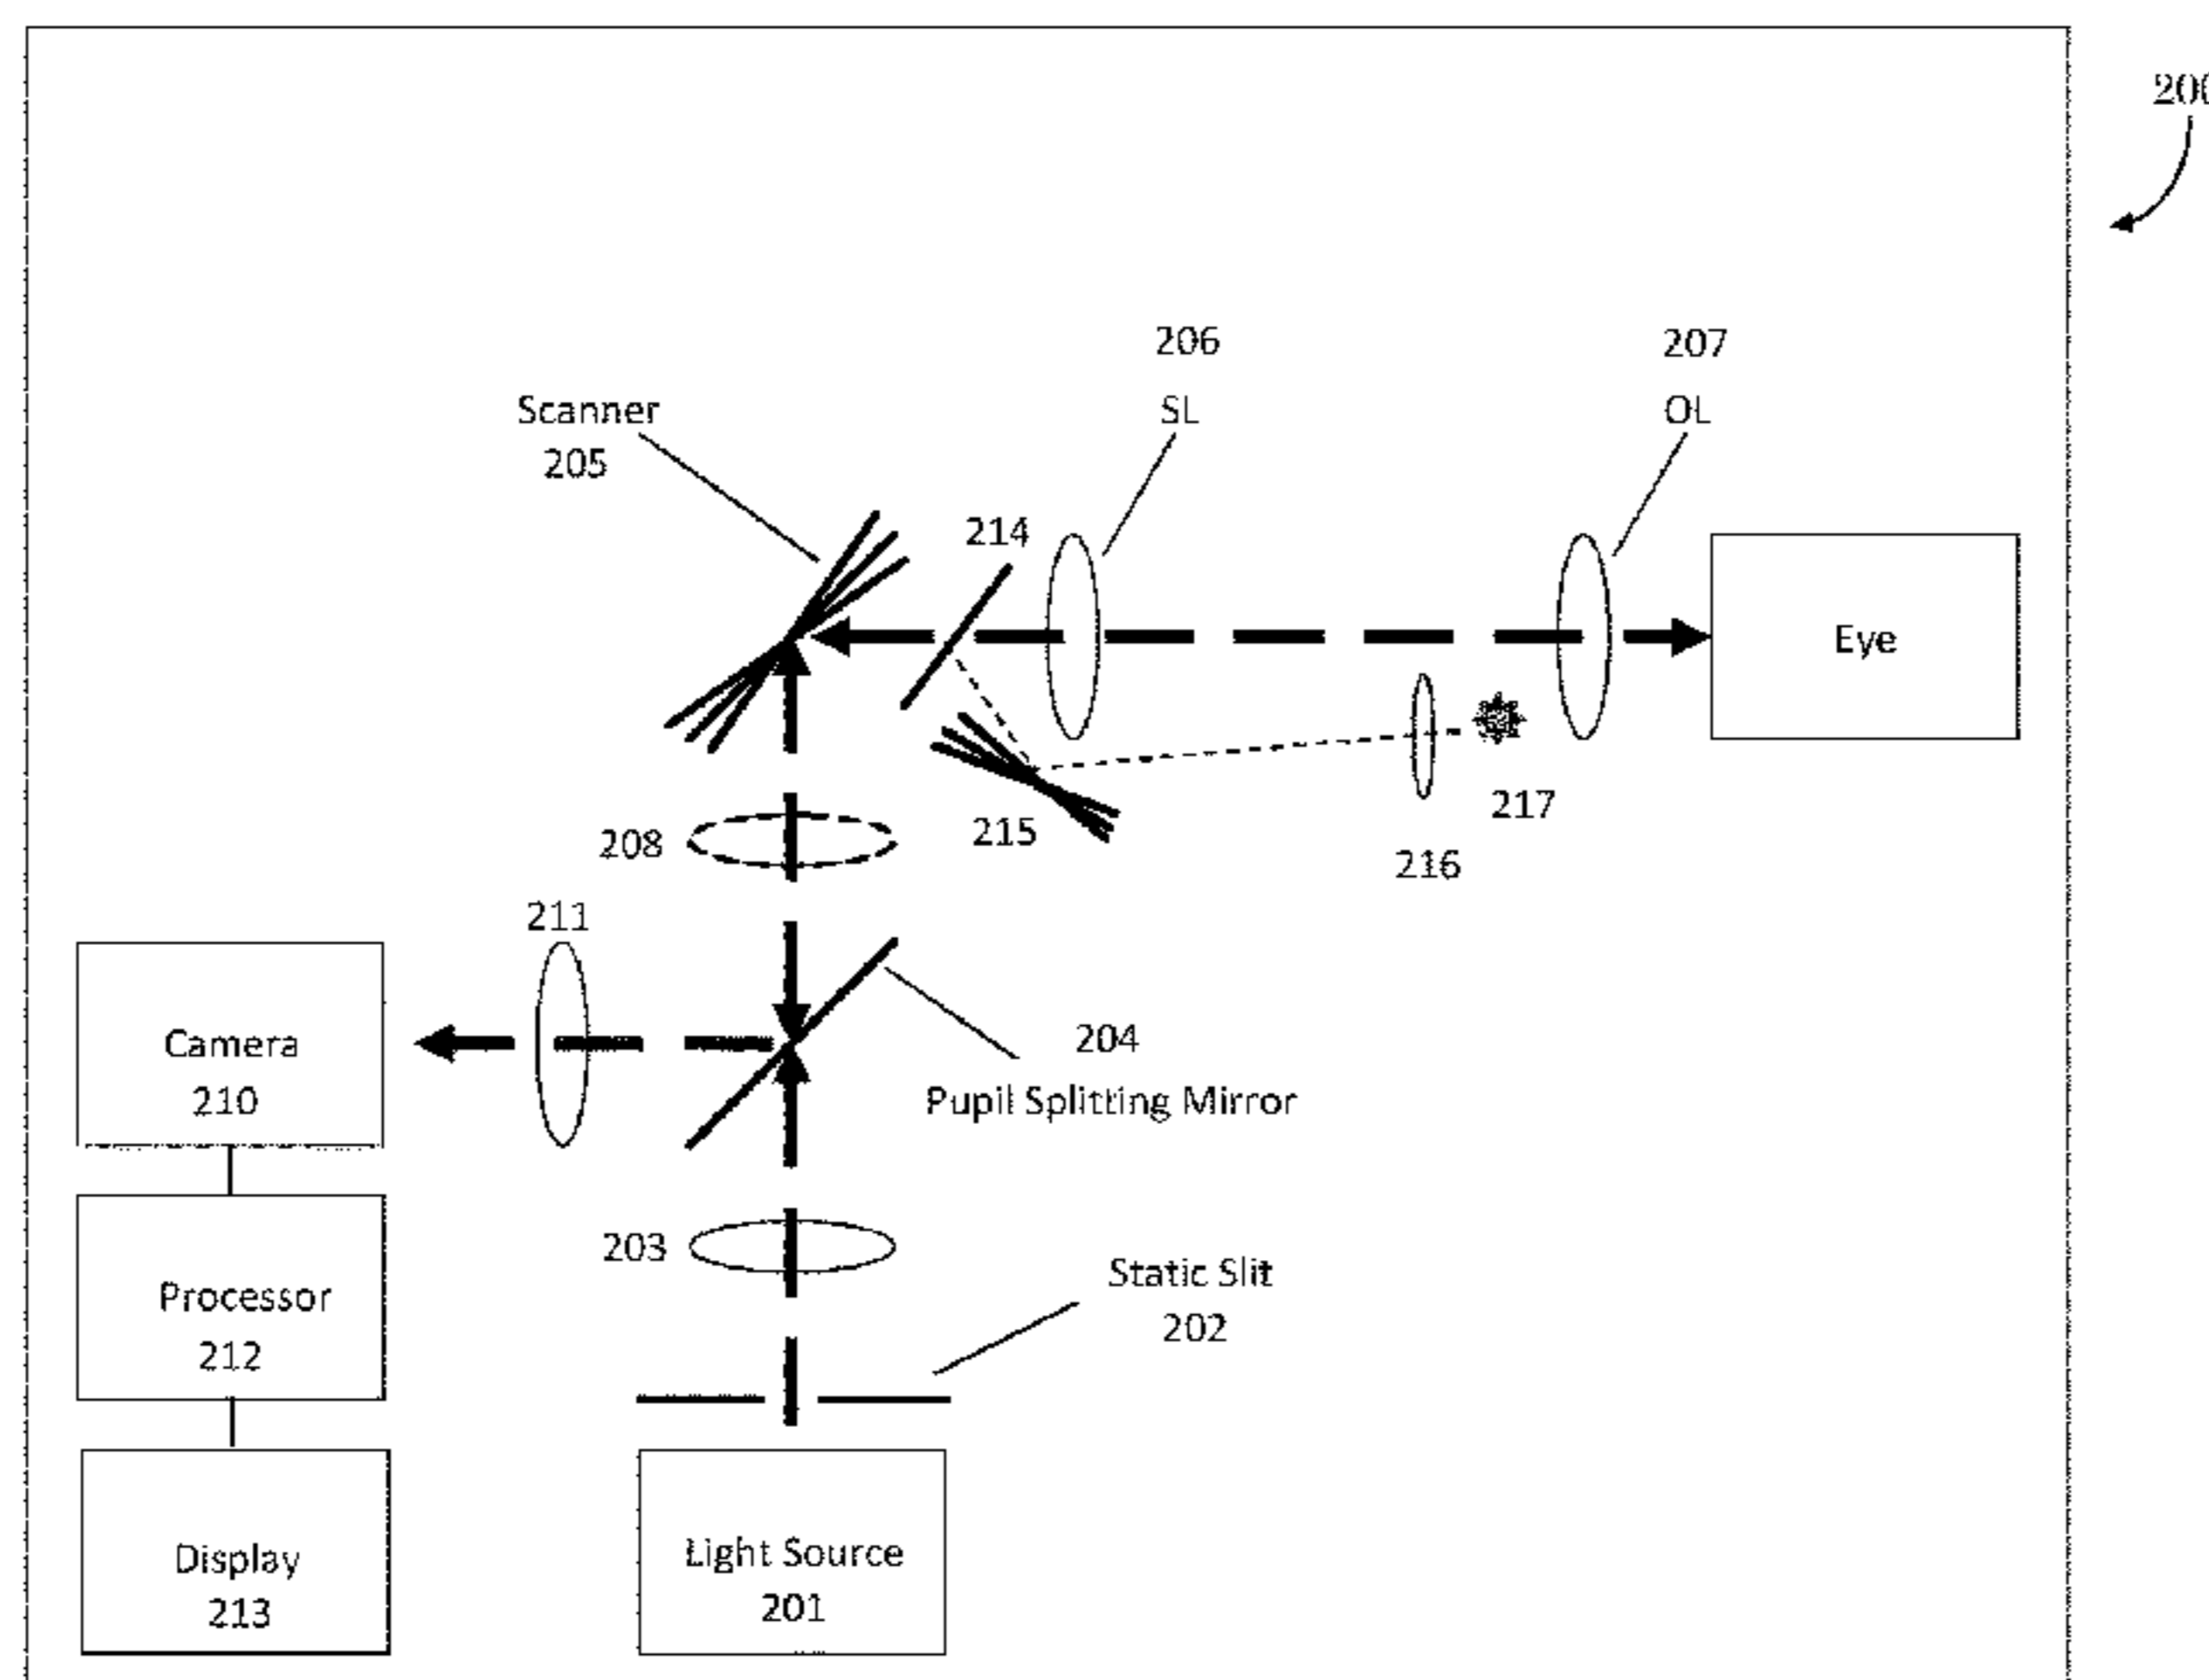 200
206
207
Scanner
SL
OL
205
214
217
215
208
216
211
204
Camera
Pupil Splitting Mirror
210
203
Static Slit
Processor
202
212
Light Source
Display
201
213